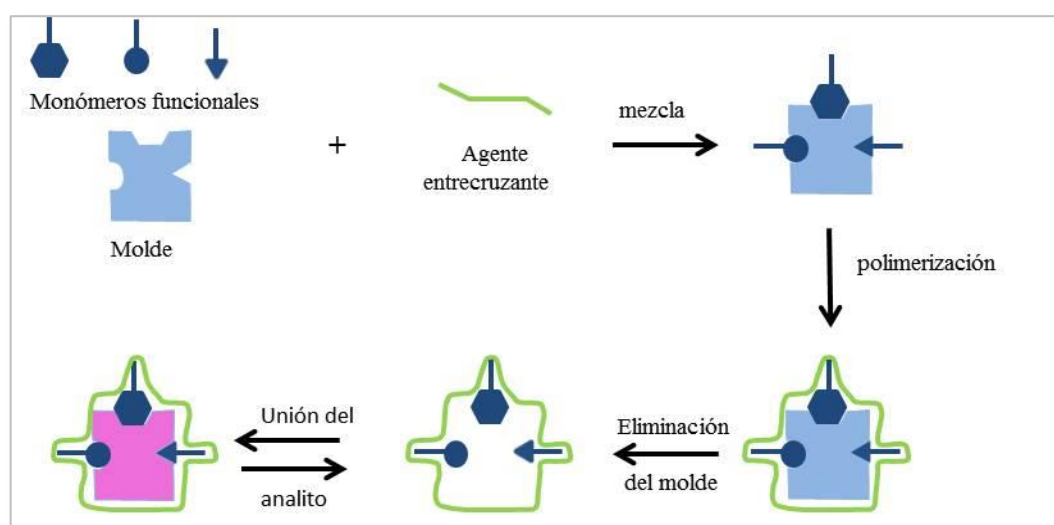 Monómeros funcionales
+
Molde
Agente
entrecruzante
mezcla
polimerización
Eliminación
del molde
Unión del
analito